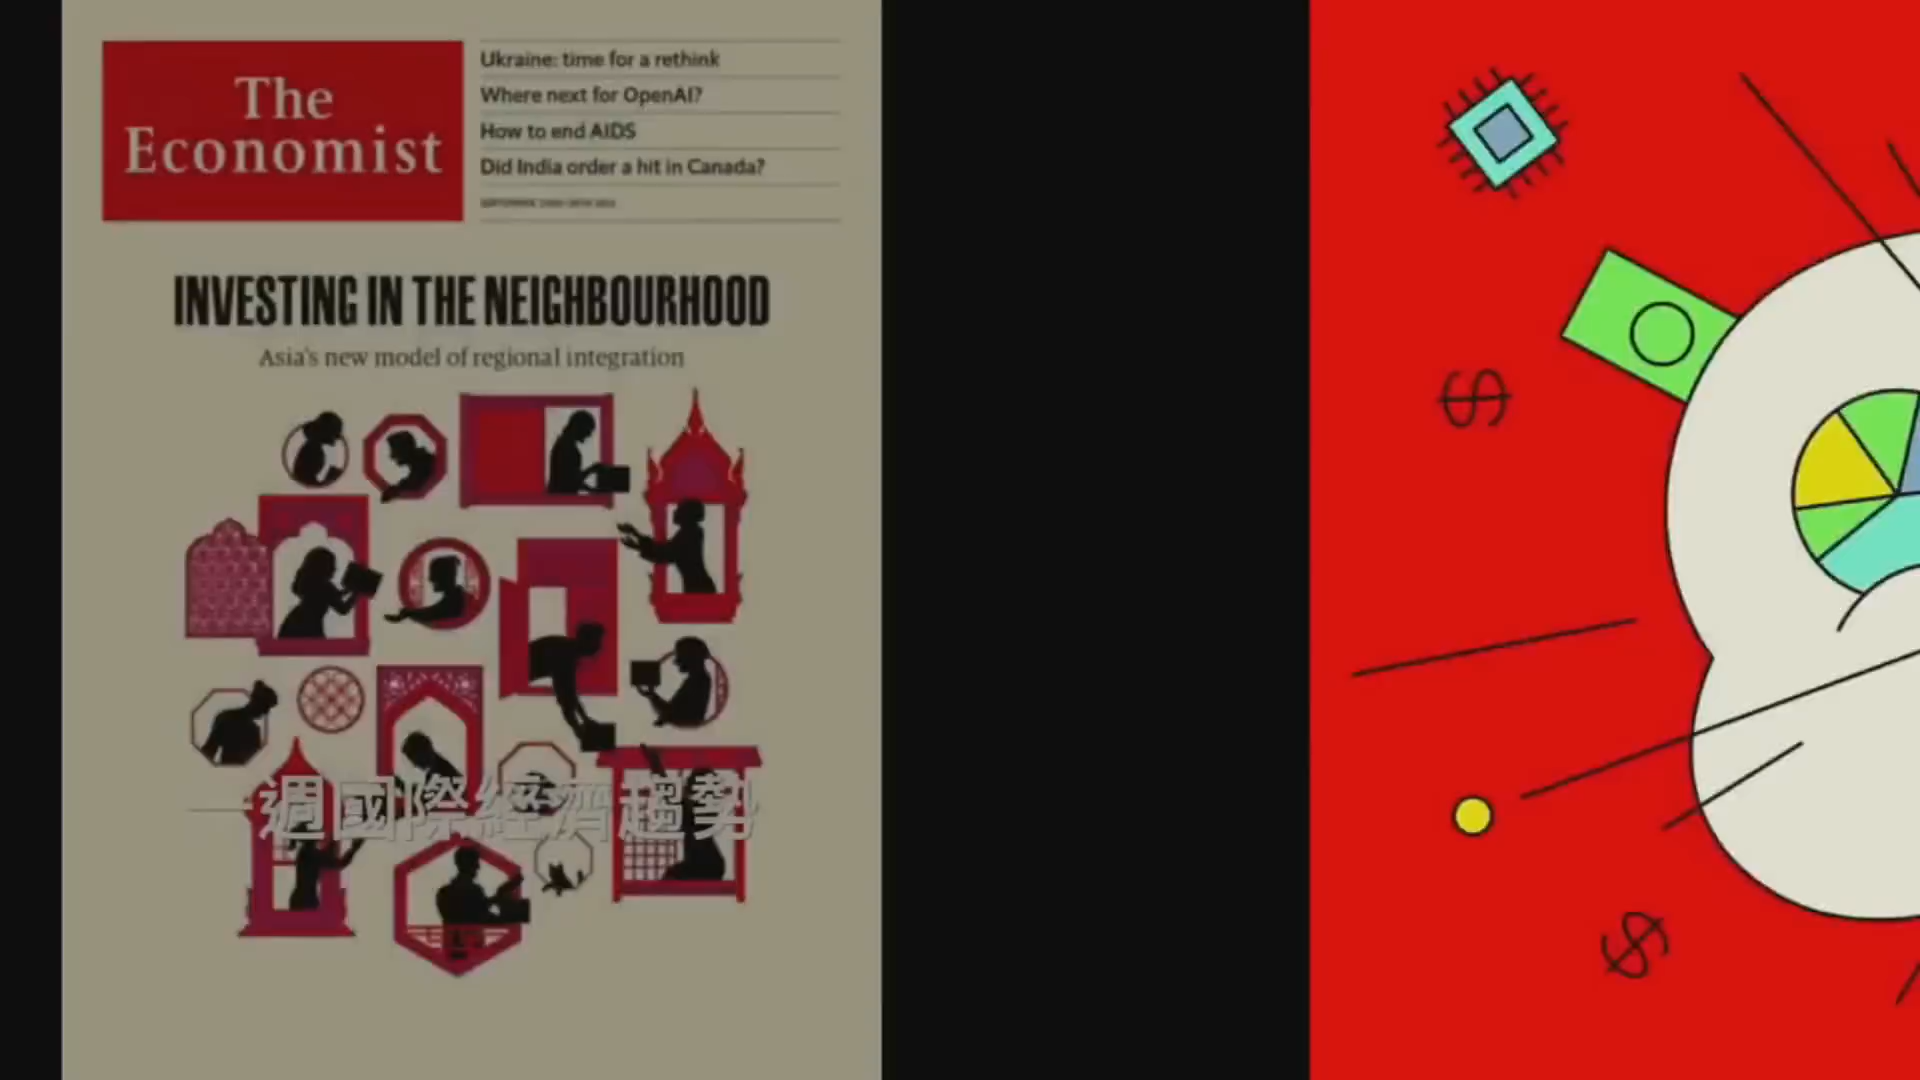 The
Economist
Ukraine: time for a rethink
Where next for OpenAI?
How to end AIDS
Did India order a hit in Canada?
INVESTING IN THE NEIGHBOURHOOD
Asia's new model of regional integration
一週國際經濟趨勢
$
$